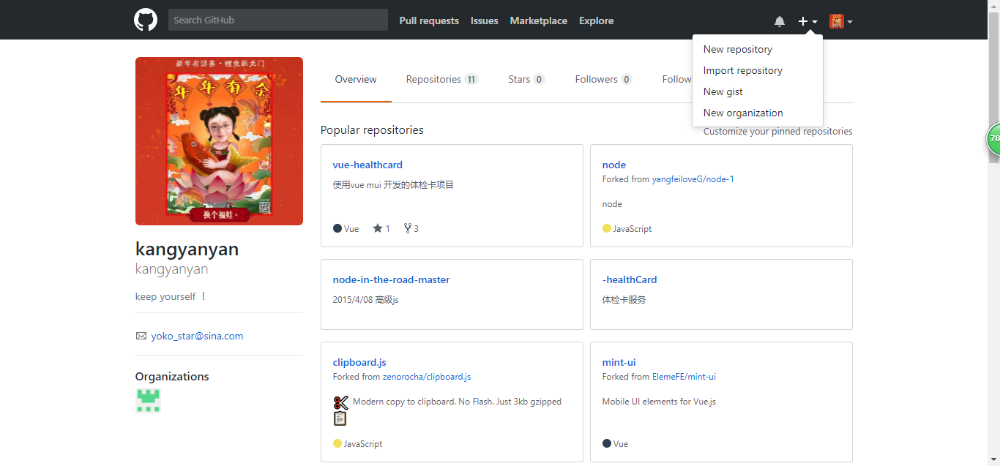 Search GitHub
Pull requests Issues Marketplace Explore
New repository
Import repository
New gist
New organization
新年有惊喜·鲤鱼跃龙门
年年有余
换个福娃
kangyanyan
kangyanyan
keep yourself ！
yoko_star@sina.com
Organizations
Overview Repositories 11 Stars 0 Followers 0 Follow
Popular repositories
Customize your pinned repositories
vue-healthcard
使用vue mui 开发的体检卡项目
Vue 1 3
node
Forked from yangfeiloveG/node-1
node
JavaScript
node-in-the-road-master
2015/4/08 高级js
-healthCard
体检卡服务
clipboard.js
Forked from zenorocha/clipboard.js
Modern copy to clipboard. No Flash. Just 3kb gzipped
JavaScript
mint-ui
Forked from ElemeFE/mint-ui
Mobile UI elements for Vue.js
Vue
78